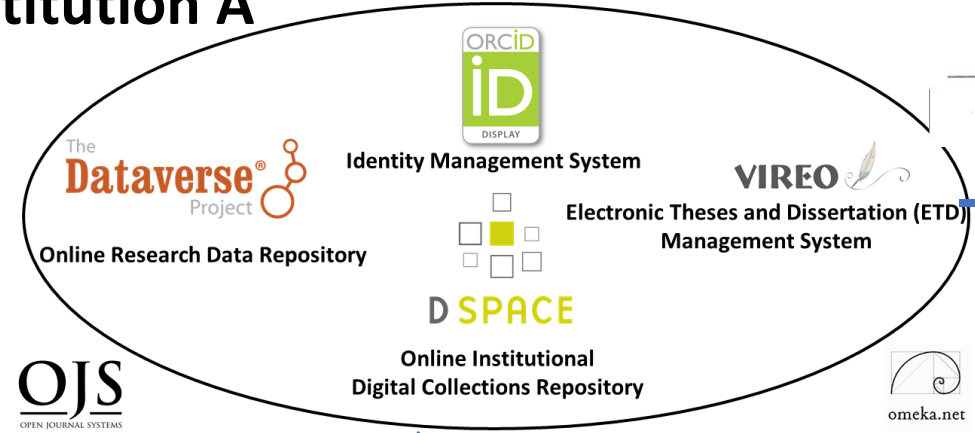 titution A
ORCiD
iD
DISPLAY
Identity Management System
The
Dataverse®
Project
Online Research Data Repository
VIREO
Electronic Theses and Dissertation (ETD)
Management System
DSPACE
Online Institutional
Digital Collections Repository
OJS
OPEN JOURNAL SYSTEMS
omeka.net